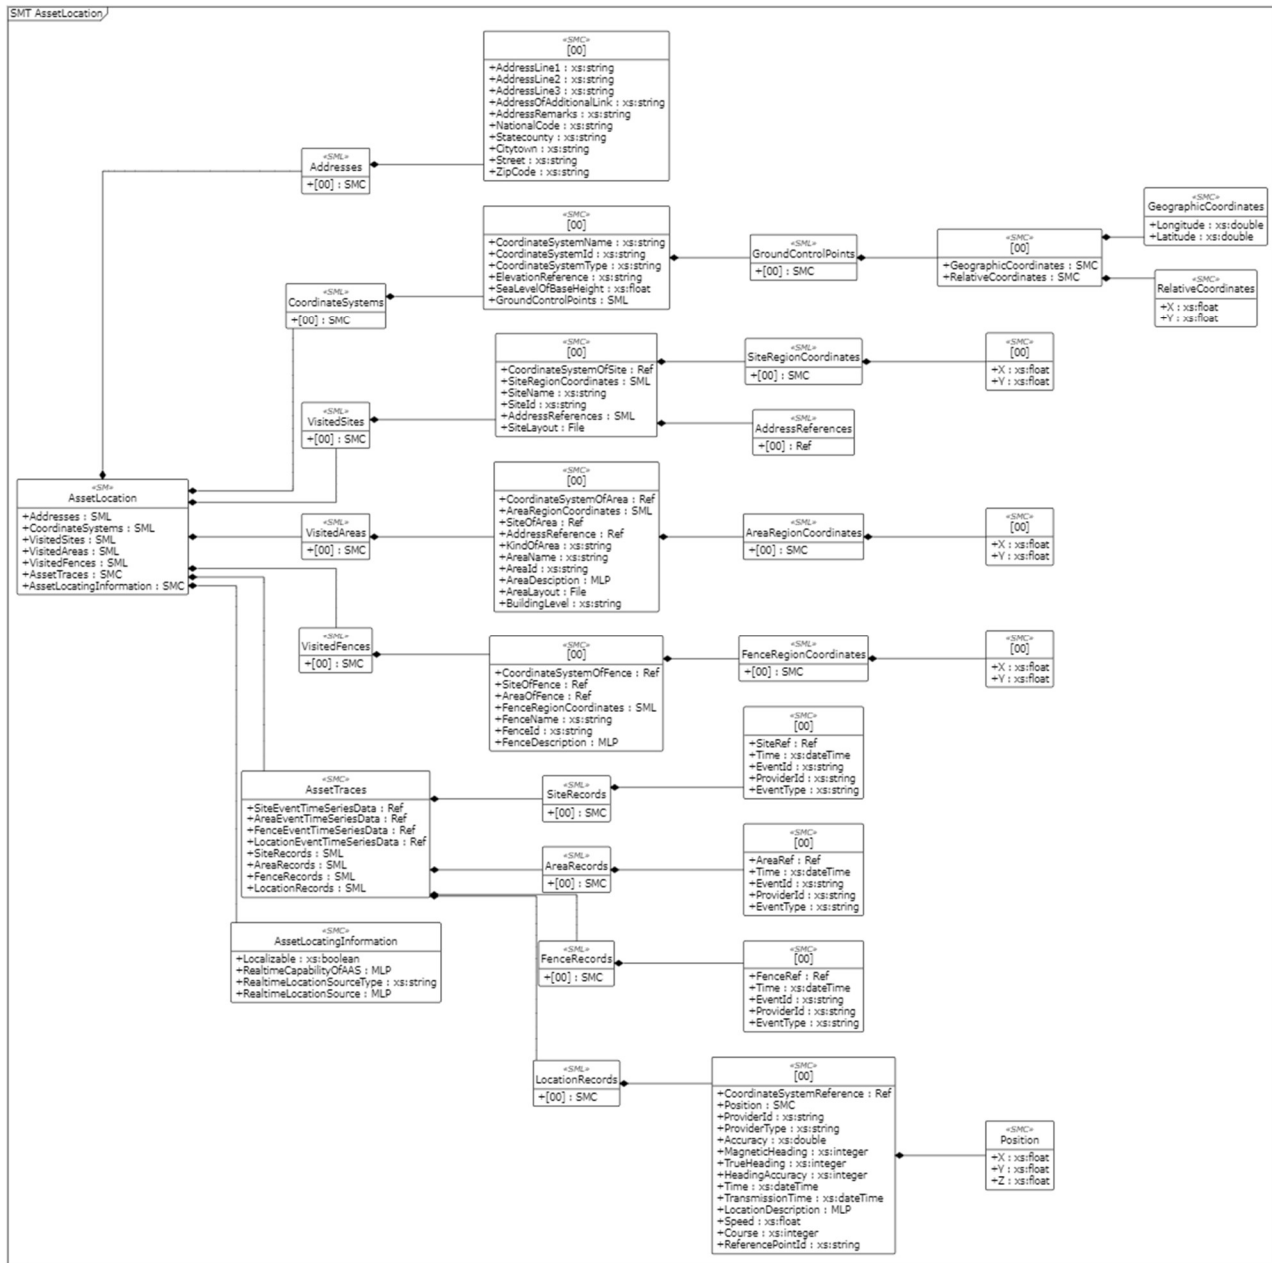 SMT AssetLocation
«SMC»
[00]
+AddressLine1 : xs:string
+AddressLine2 : xs:string
+AddressLine3 : xs:string
+AddressOfAdditionalLink : xs:string
+AddressRemarks : xs:string
+NationalCode : xs:string
+Statecounty : xs:string
+Citytown : xs:string
+Street : xs:string
+ZipCode : xs:string
«SML»
Addresses
+[00] : SMC
«SMC»
[00]
+CoordinateSystemName : xs:string
+CoordinateSystemId : xs:string
+CoordinateSystemType : xs:string
+ElevationReference : xs:string
+SeaLevelOfBaseHeight : xs:float
+GroundControlPoints : SML
«SML»
GroundControlPoints
+[00] : SMC
«SMC»
[00]
+GeographicCoordinates : SMC
+RelativeCoordinates : SMC
«SMC»
GeographicCoordinates
+Longitude : xs:double
+Latitude : xs:double
«SMC»
RelativeCoordinates
+X : xs:float
+Y : xs:float
«SML»
CoordinateSystems
+[00] : SMC
«SMC»
[00]
+CoordinateSystemOfSite : Ref
+SiteRegionCoordinates : SML
+SiteName : xs:string
+SiteId : xs:string
+AddressReferences : SML
+SiteLayout : File
«SML»
SiteRegionCoordinates
+[00] : SMC
«SMC»
[00]
+X : xs:float
+Y : xs:float
«SML»
VisitedSites
+[00] : SMC
«SML»
AddressReferences
+[00] : Ref
«SM»
AssetLocation
+Addresses : SML
+CoordinateSystems : SML
+VisitedSites : SML
+VisitedAreas : SML
+VisitedFences : SML
+AssetTraces : SMC
+AssetLocatingInformation : SMC
«SML»
VisitedAreas
+[00] : SMC
«SMC»
[00]
+CoordinateSystemOfArea : Ref
+AreaRegionCoordinates : SML
+SiteOfArea : Ref
+AddressReference : Ref
+KindOfArea : xs:string
+AreaName : xs:string
+AreaId : xs:string
+AreaDesciption : MLP
+AreaLayout : File
+BuildingLevel : xs:string
«SML»
AreaRegionCoordinates
+[00] : SMC
«SMC»
[00]
+X : xs:float
+Y : xs:float
«SML»
VisitedFences
+[00] : SMC
«SMC»
[00]
+CoordinateSystemOfFence : Ref
+SiteOfFence : Ref
+AreaOfFence : Ref
+FenceRegionCoordinates : SML
+FenceName : xs:string
+FenceId : xs:string
+FenceDescription : MLP
«SML»
FenceRegionCoordinates
+[00] : SMC
«SMC»
[00]
+X : xs:float
+Y : xs:float
«SMC»
AssetTraces
+SiteEventTimeSeriesData : Ref
+AreaEventTimeSeriesData : Ref
+FenceEventTimeSeriesData : Ref
+LocationEventTimeSeriesData : Ref
+SiteRecords : SML
+AreaRecords : SML
+FenceRecords : SML
+LocationRecords : SML
«SML»
SiteRecords
+[00] : SMC
«SMC»
[00]
+SiteRef : Ref
+Time : xs:dateTime
+EventId : xs:string
+ProviderId : xs:string
+EventType : xs:string
«SML»
AreaRecords
+[00] : SMC
«SMC»
[00]
+AreaRef : Ref
+Time : xs:dateTime
+EventId : xs:string
+ProviderId : xs:string
+EventType : xs:string
«SMC»
AssetLocatingInformation
+Localizable : xs:boolean
+RealtimeCapabilityOfAAS : MLP
+RealtimeLocationSourceType : xs:string
+RealtimeLocationSource : MLP
«SML»
FenceRecords
+[00] : SMC
«SMC»
[00]
+FenceRef : Ref
+Time : xs:dateTime
+EventId : xs:string
+ProviderId : xs:string
+EventType : xs:string
«SML»
LocationRecords
+[00] : SMC
«SMC»
[00]
+CoordinateSystemReference : Ref
+Position : SMC
+ProviderId : xs:string
+ProviderType : xs:string
+Accuracy : xs:double
+MagneticHeading : xs:integer
+TrueHeading : xs:integer
+HeadingAccuracy : xs:integer
+Time : xs:dateTime
+TransmissionTime : xs:dateTime
+LocationDescription : MLP
+Speed : xs:float
+Course : xs:integer
+ReferencePointId : xs:string
«SMC»
Position
+X : xs:float
+Y : xs:float
+Z : xs:float